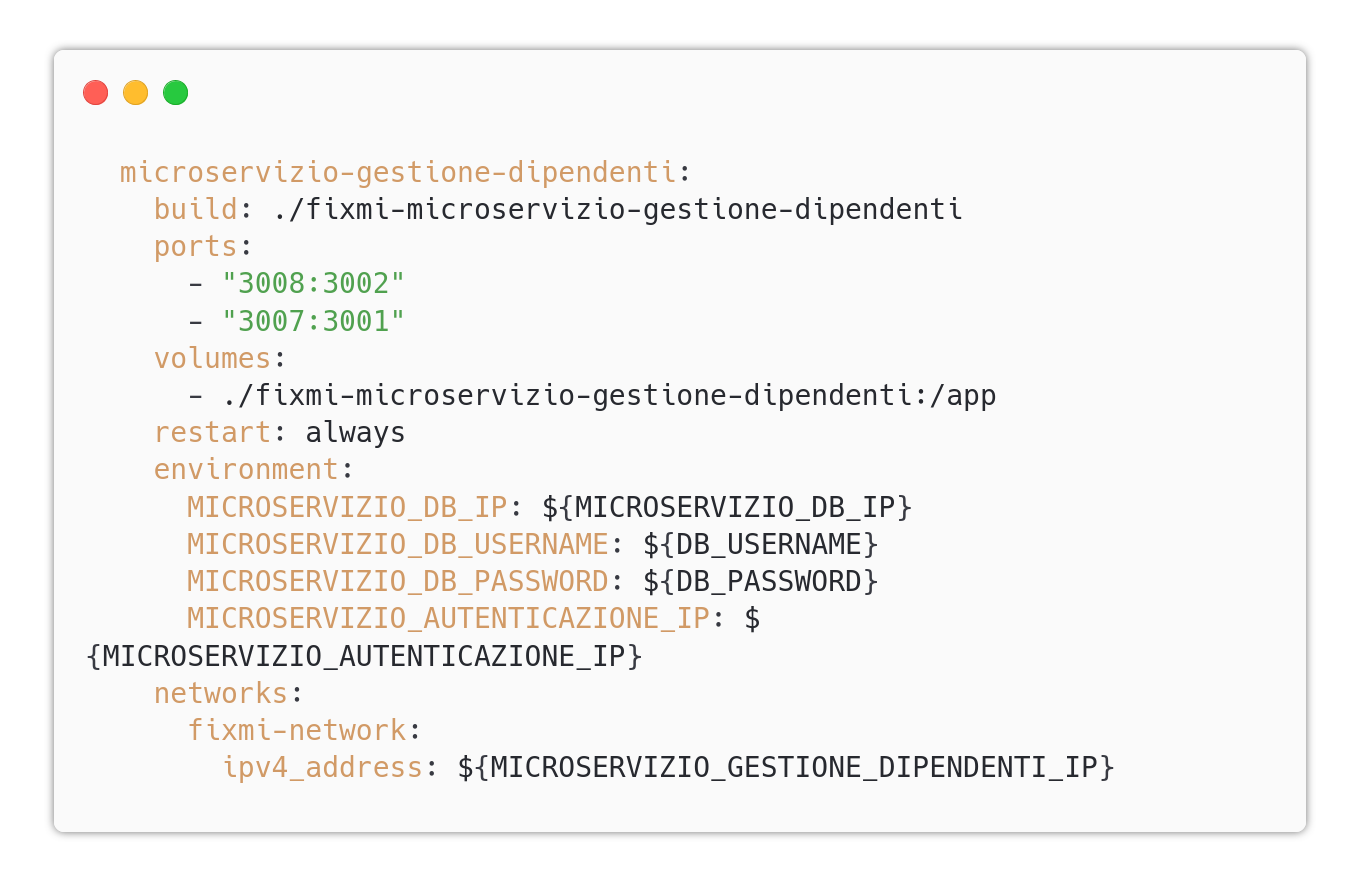 microservizio-gestione-dipendenti:
build: ./fixmi-microservizio-gestione-dipendenti
ports:
- "3008:3002"
- "3007:3001"
volumes:
- ./fixmi-microservizio-gestione-dipendenti:/app
restart: always
environment:
MICROSERVIZIO_DB_IP: ${MICROSERVIZIO_DB_IP}
MICROSERVIZIO_DB_USERNAME: ${DB_USERNAME}
MICROSERVIZIO_DB_PASSWORD: ${DB_PASSWORD}
MICROSERVIZIO_AUTENTICAZIONE_IP: $
{MICROSERVIZIO_AUTENTICAZIONE_IP}
networks:
fixmi-network:
ipv4_address: ${MICROSERVIZIO_GESTIONE_DIPENDENTI_IP}